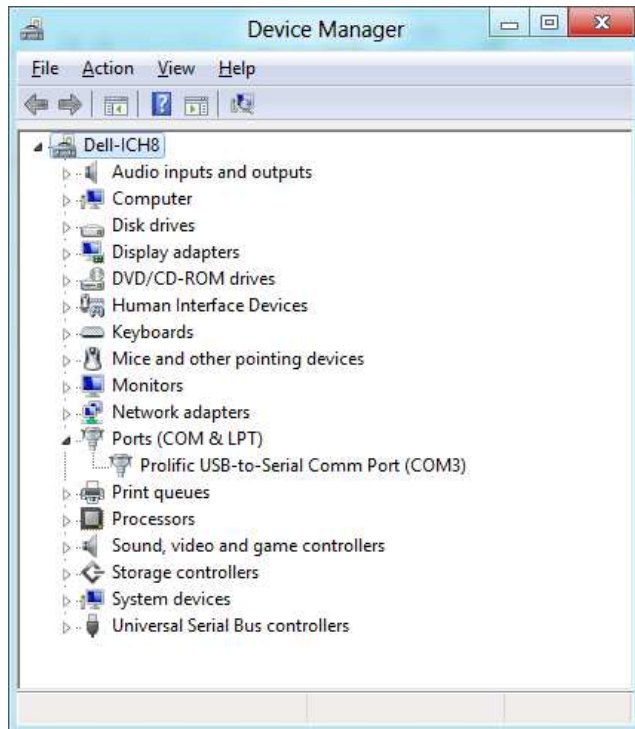 Device Manager
File Action View Help
Dell-ICH8
Audio inputs and outputs
Computer
Disk drives
Display adapters
DVD/CD-ROM drives
Human Interface Devices
Keyboards
Mice and other pointing devices
Monitors
Network adapters
Ports (COM & LPT)
Prolific USB-to-Serial Comm Port (COM3)
Print queues
Processors
Sound, video and game controllers
Storage controllers
System devices
Universal Serial Bus controllers